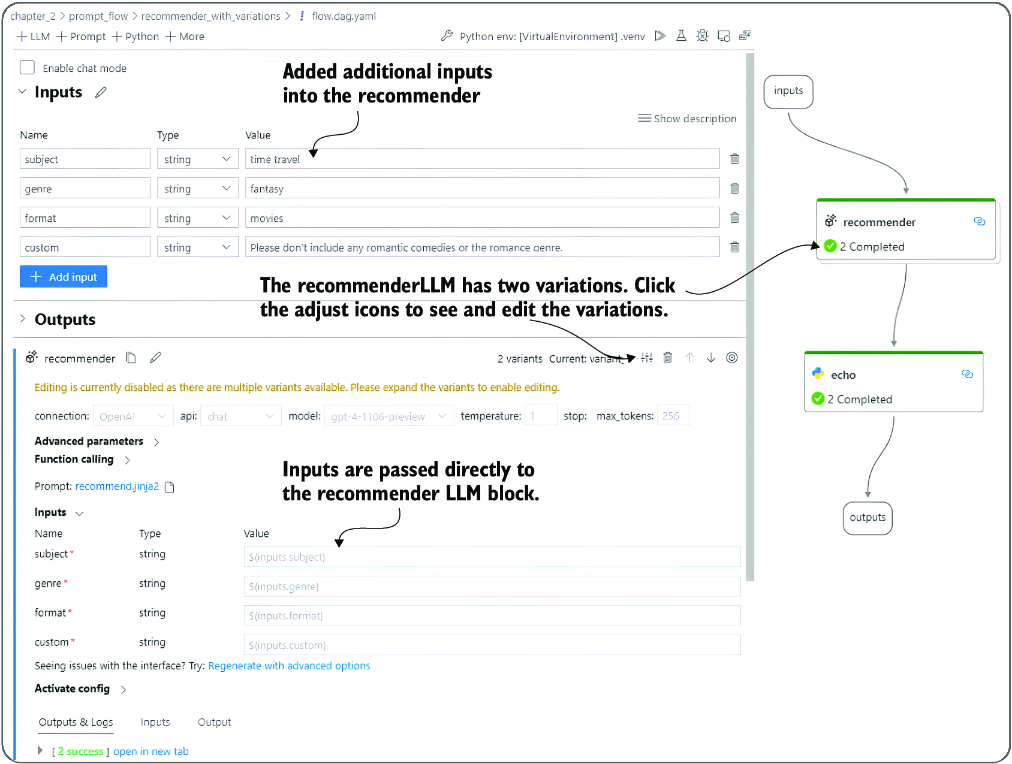 chapter_2 > prompt_flow > recommender_with_variations > ! flow.dag.yaml
+ LLM + Prompt + Python + More
Python env: [VirtualEnvironment] .venv
Enable chat mode
Added additional inputs
into the recommender
Inputs
Show description
Name Type Value
subject string time travel
genre string fantasy
format string movies
custom string Please don't include any romantic comedies or the romance genre.
+ Add input
The recommenderLLM has two variations. Click
the adjust icons to see and edit the variations.
Outputs
recommender
2 variants Current: variant_
Editing is currently disabled as there are multiple variants available. Please expand the variants to enable editing.
connection: OpenAI api: chat model: gpt-4-1106-preview temperature: 1 stop: max_tokens: 256
Advanced parameters >
Function calling >
Prompt: recommend.jinja2
Inputs are passed directly to
the recommender LLM block.
Inputs
Name Type Value
subject* string ${inputs.subject}
genre* string ${inputs.genre}
format* string ${inputs.format}
custom* string ${inputs.custom}
Seeing issues with the interface? Try: Regenerate with advanced options
Activate config >
Outputs & Logs Inputs Output
[ 2 success ] open in new tab
inputs
recommender
2 Completed
echo
2 Completed
outputs